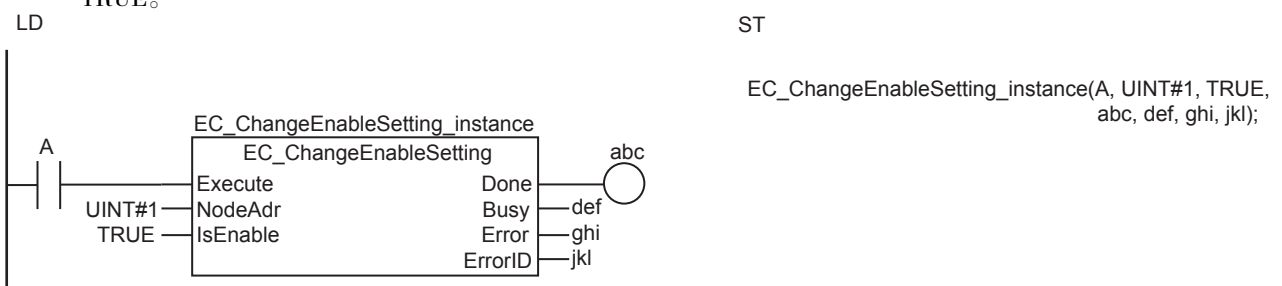 TRUE。
LD
ST
EC_ChangeEnableSetting_instance(A, UINT#1, TRUE,
abc, def, ghi, jkl);
EC_ChangeEnableSetting_instance
A
EC_ChangeEnableSetting
abc
Execute
Done
UINT#1
NodeAdr
Busy
def
TRUE
IsEnable
Error
ghi
ErrorID
jkl